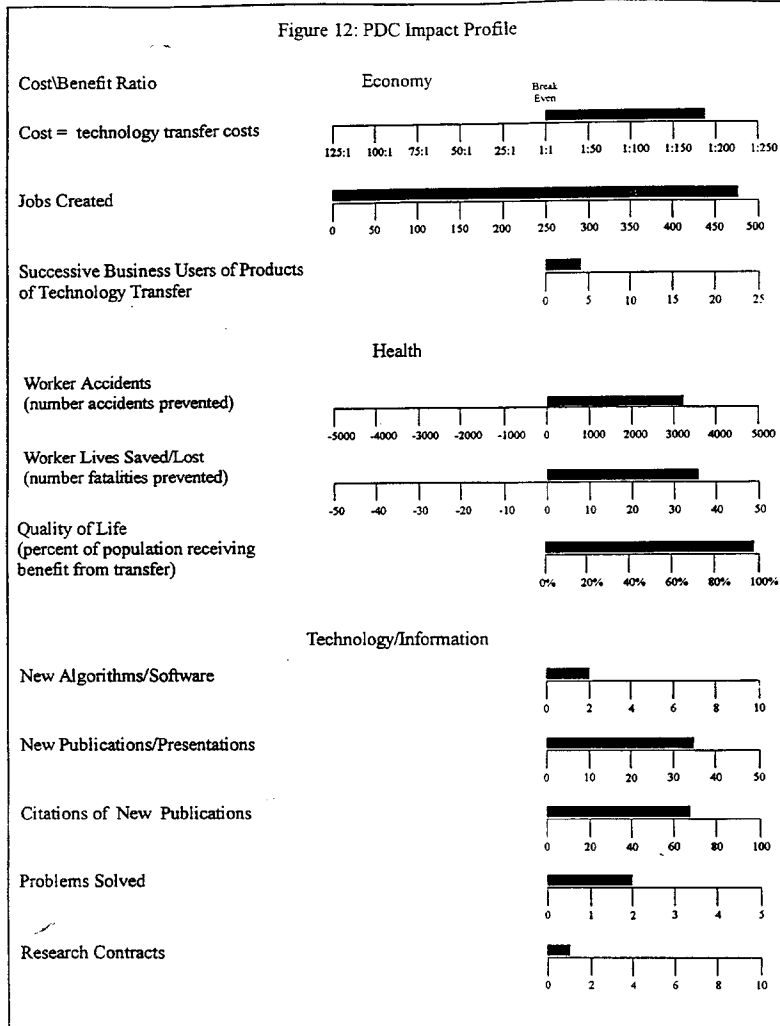 Figure 12: PDC Impact Profile
Cost\Benefit Ratio
Economy
Break
Even
Cost = technology transfer costs
125:1 100:1 75:1 50:1 25:1 1:1 1:50 1:100 1:150 1:200 1:250
Jobs Created
0 50 100 150 200 250 300 350 400 450 500
Successive Business Users of Products
of Technology Transfer
0 5 10 15 20 25
Health
Worker Accidents
(number accidents prevented)
-5000 -4000 -3000 -2000 -1000 0 1000 2000 3000 4000 5000
Worker Lives Saved/Lost
(number fatalities prevented)
-50 -40 -30 -20 -10 0 10 20 30 40 50
Quality of Life
(percent of population receiving
benefit from transfer)
0% 20% 40% 60% 80% 100%
Technology/Information
New Algorithms/Software
0 2 4 6 8 10
New Publications/Presentations
0 10 20 30 40 50
Citations of New Publications
0 20 40 60 80 100
Problems Solved
0 1 2 3 4 5
Research Contracts
0 2 4 6 8 10